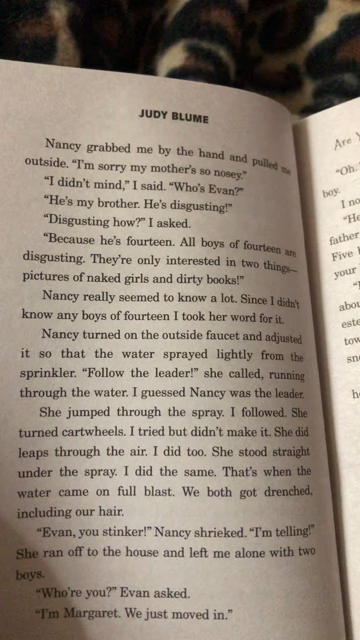 JUDY BLUME
Nancy grabbed me by the hand and pulled me
outside. “I’m sorry my mother’s so nosey.”
“I didn’t mind,” I said. “Who’s Evan?”
“He’s my brother. He’s disgusting!”
“Disgusting how?” I asked.
“Because he’s fourteen. All boys of fourteen are
disgusting. They’re only interested in two things—
pictures of naked girls and dirty books!”
Nancy really seemed to know a lot. Since I didn’t
know any boys of fourteen I took her word for it.
Nancy turned on the outside faucet and adjusted
it so that the water sprayed lightly from the
sprinkler. “Follow the leader!” she called, running
through the water. I guessed Nancy was the leader.
She jumped through the spray. I followed. She
turned cartwheels. I tried but didn’t make it. She did
leaps through the air. I did too. She stood straight
under the spray. I did the same. That’s when the
water came on full blast. We both got drenched,
including our hair.
“Evan, you stinker!” Nancy shrieked. “I’m telling!”
She ran off to the house and left me alone with two
boys.
“Who’re you?” Evan asked.
“I’m Margaret. We just moved in.”
Are
“Oh.
boy.
I no
“He
father
Five
your
abou
este
tow